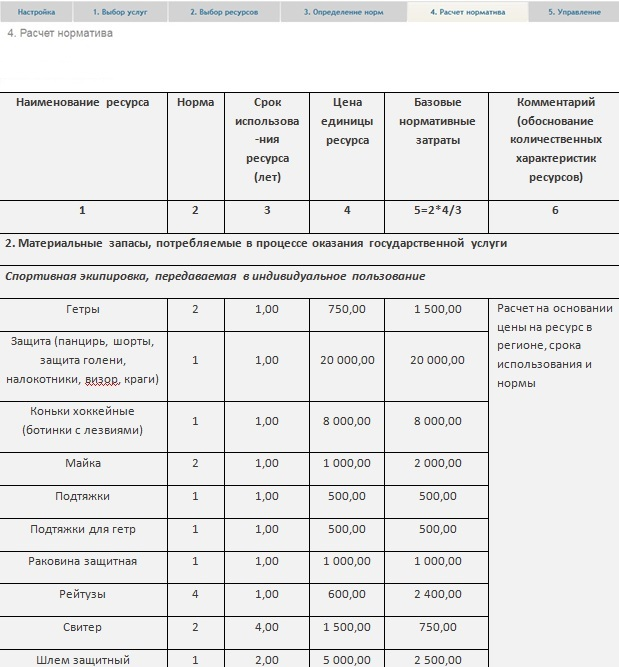 Настройка 1. Выбор услуг 2. Выбор ресурсов 3. Определение норм 4. Расчет норматива 5. Управление
4. Расчет норматива
Наименование ресурса Норма Срок использова-ния ресурса (лет) Цена единицы ресурса Базовые нормативные затраты Комментарий (обоснование количественных характеристик ресурсов)
1 2 3 4 5=2*4/3 6
2. Материальные запасы, потребляемые в процессе оказания государственной услуги
Спортивная экипировка, передаваемая в индивидуальное пользование
Гетры 2 1,00 750,00 1 500,00 Расчет на основании цены на ресурс в регионе, срока использования и нормы
Защита (панцирь, шорты, защита голени, налокотники, визор, краги) 1 1,00 20 000,00 20 000,00
Коньки хоккейные (ботинки с лезвиями) 1 1,00 8 000,00 8 000,00
Майка 2 1,00 1 000,00 2 000,00
Подтяжки 1 1,00 500,00 500,00
Подтяжки для гетр 1 1,00 500,00 500,00
Раковина защитная 1 1,00 1 000,00 1 000,00
Рейтузы 4 1,00 600,00 2 400,00
Свитер 2 4,00 1 500,00 750,00
Шлем защитный 1 2,00 5 000,00 2 500,00